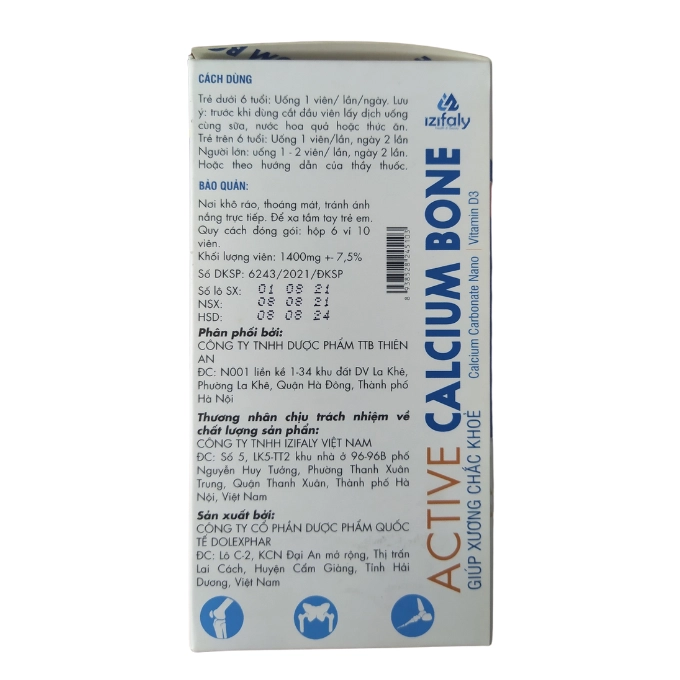 CÁCH DÙNG
Trẻ dưới 6 tuổi: Uống 1 viên/ lần/ngày. Lưu
ý: trước khi dùng cắt đầu viên lấy dịch uống
cùng sữa, nước hoa quả hoặc thức ăn.
Trẻ trên 6 tuổi: Uống 1 viên/ lần, ngày 2 lần
Người lớn: uống 1 - 2 viên/ lần, ngày 2 lần.
Hoặc theo hướng dẫn của thầy thuốc.
BẢO QUẢN:
Nơi khô ráo, thoáng mát, tránh ánh
nắng trực tiếp. Để xa tầm tay trẻ em.
Quy cách đóng gói: hộp 6 vỉ 10
viên.
Khối lượng viên: 1400mg +- 7,5%
Số DKSP: 6243/2021/ĐKSP
Số lô SX: 01 08 21
NSX: 08 08 21
HSD: 08 08 24
Phân phối bởi:
CÔNG TY TNHH DƯỢC PHẨM TTB THIÊN
AN
ĐC: N001 liền kề 1-34 khu đất DV La Khê,
Phường La Khê, Quận Hà Đông, Thành phố
Hà Nội
Thương nhân chịu trách nhiệm về
chất lượng sản phẩm:
CÔNG TY TNHH IZIFALY VIỆT NAM
ĐC: Số 5, LK5-TT2 khu nhà ở 96-96B phố
Nguyễn Huy Tưởng, Phường Thanh Xuân
Trung, Quận Thanh Xuân, Thành phố Hà
Nội, Việt Nam
Sản xuất bởi:
CÔNG TY CỔ PHẦN DƯỢC PHẨM QUỐC
TẾ DOLEXPHAR
ĐC: Lô C-2, KCN Đại An mở rộng, Thị trấn
Lai Cách, Huyện Cẩm Giàng, Tỉnh Hải
Dương, Việt Nam
izifaly
ACTIVE CALCIUM BONE
Calcium Carbonate Nano | Vitamin D3
GIÚP XƯƠNG CHẮC KHOẺ
8 938528 245103